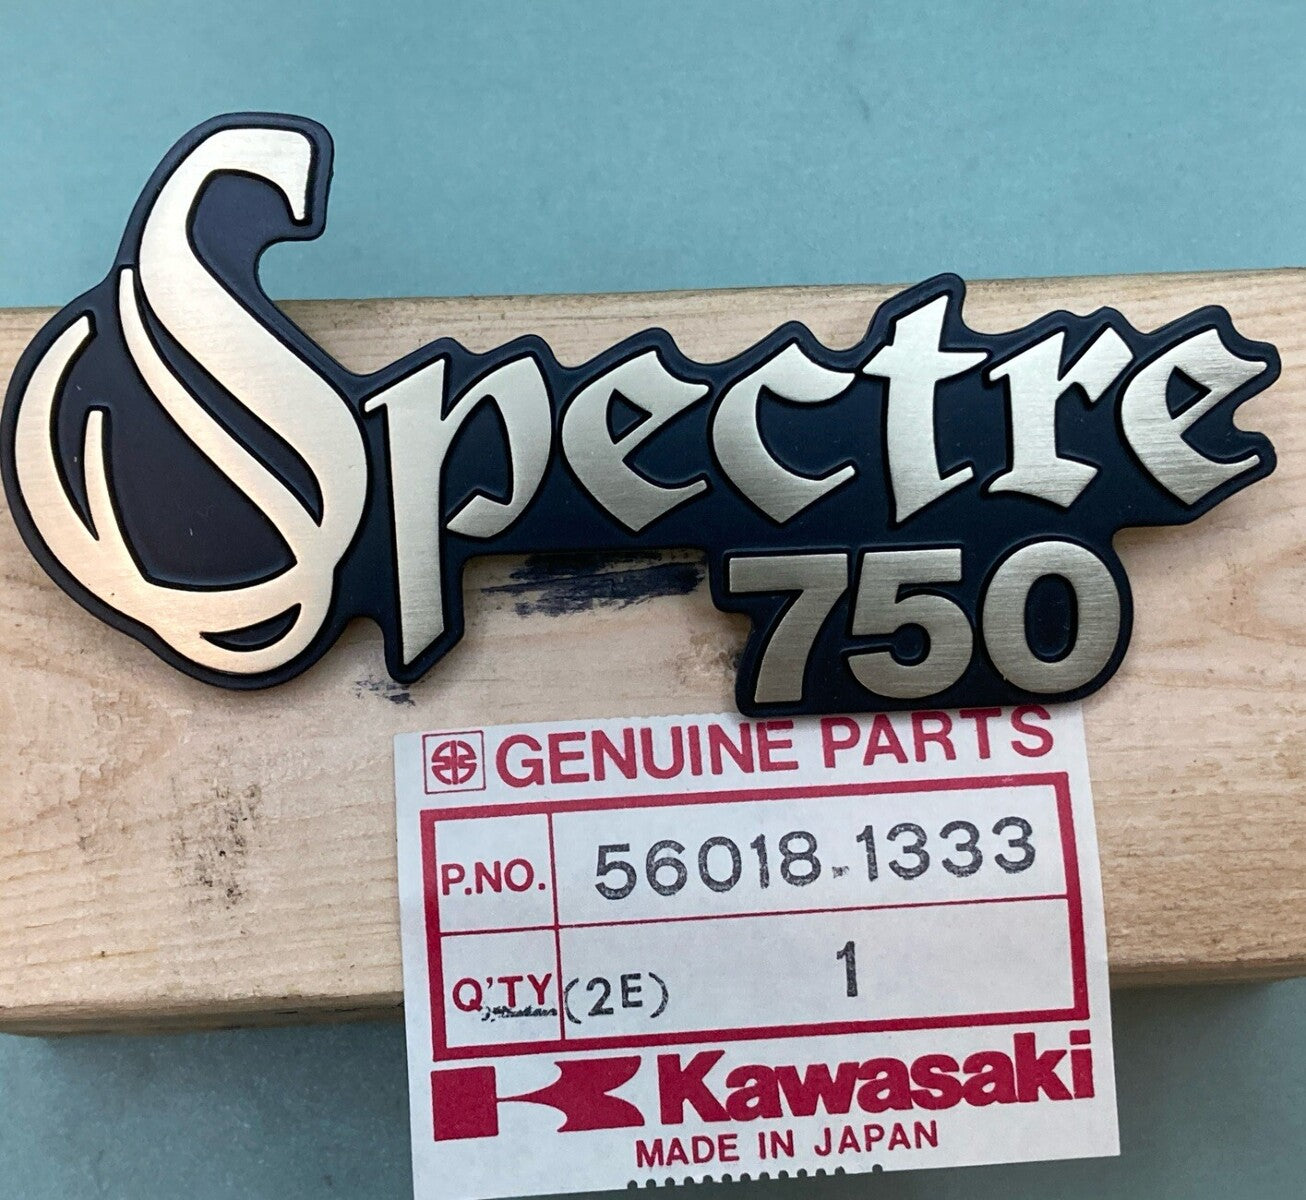 Spectre
750
GENUINE PARTS
P.NO. 56018-1333
Q'TY (2E) 1
Kawasaki
MADE IN JAPAN